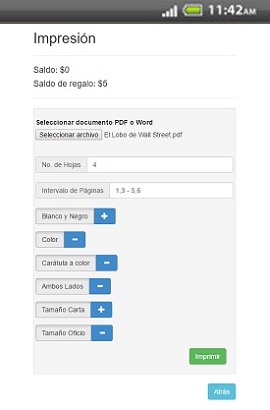 11:42AM
Impresión
Saldo: $0
Saldo de regalo: $6
Seleccionar documento PDF o Word
Seleccionar archivo El Lobo de Wall Street.pdf
No. de Hojas 4
Intervalo de Páginas 1,3 - 5,6
Blanco y Negro +
Color -
Carátula a color -
Ambos Lados -
Tamaño Carta +
Tamaño Oficio -
Imprimir
Atrás